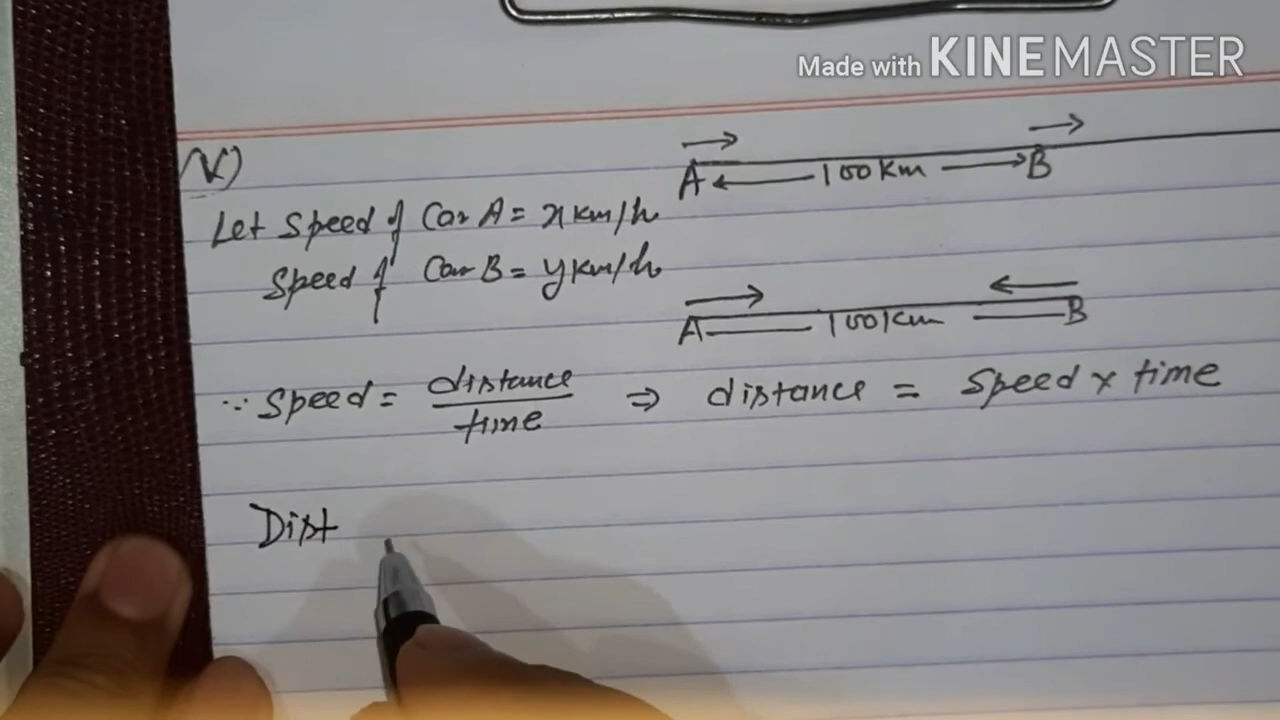 Made with KINEMASTER
V)
A 100 km B
Let Speed of Car A = x km/h
Speed of Car B = y km/h
A 100 km B
∵ Speed = distance/time ⇒ distance = Speed × time
Dist